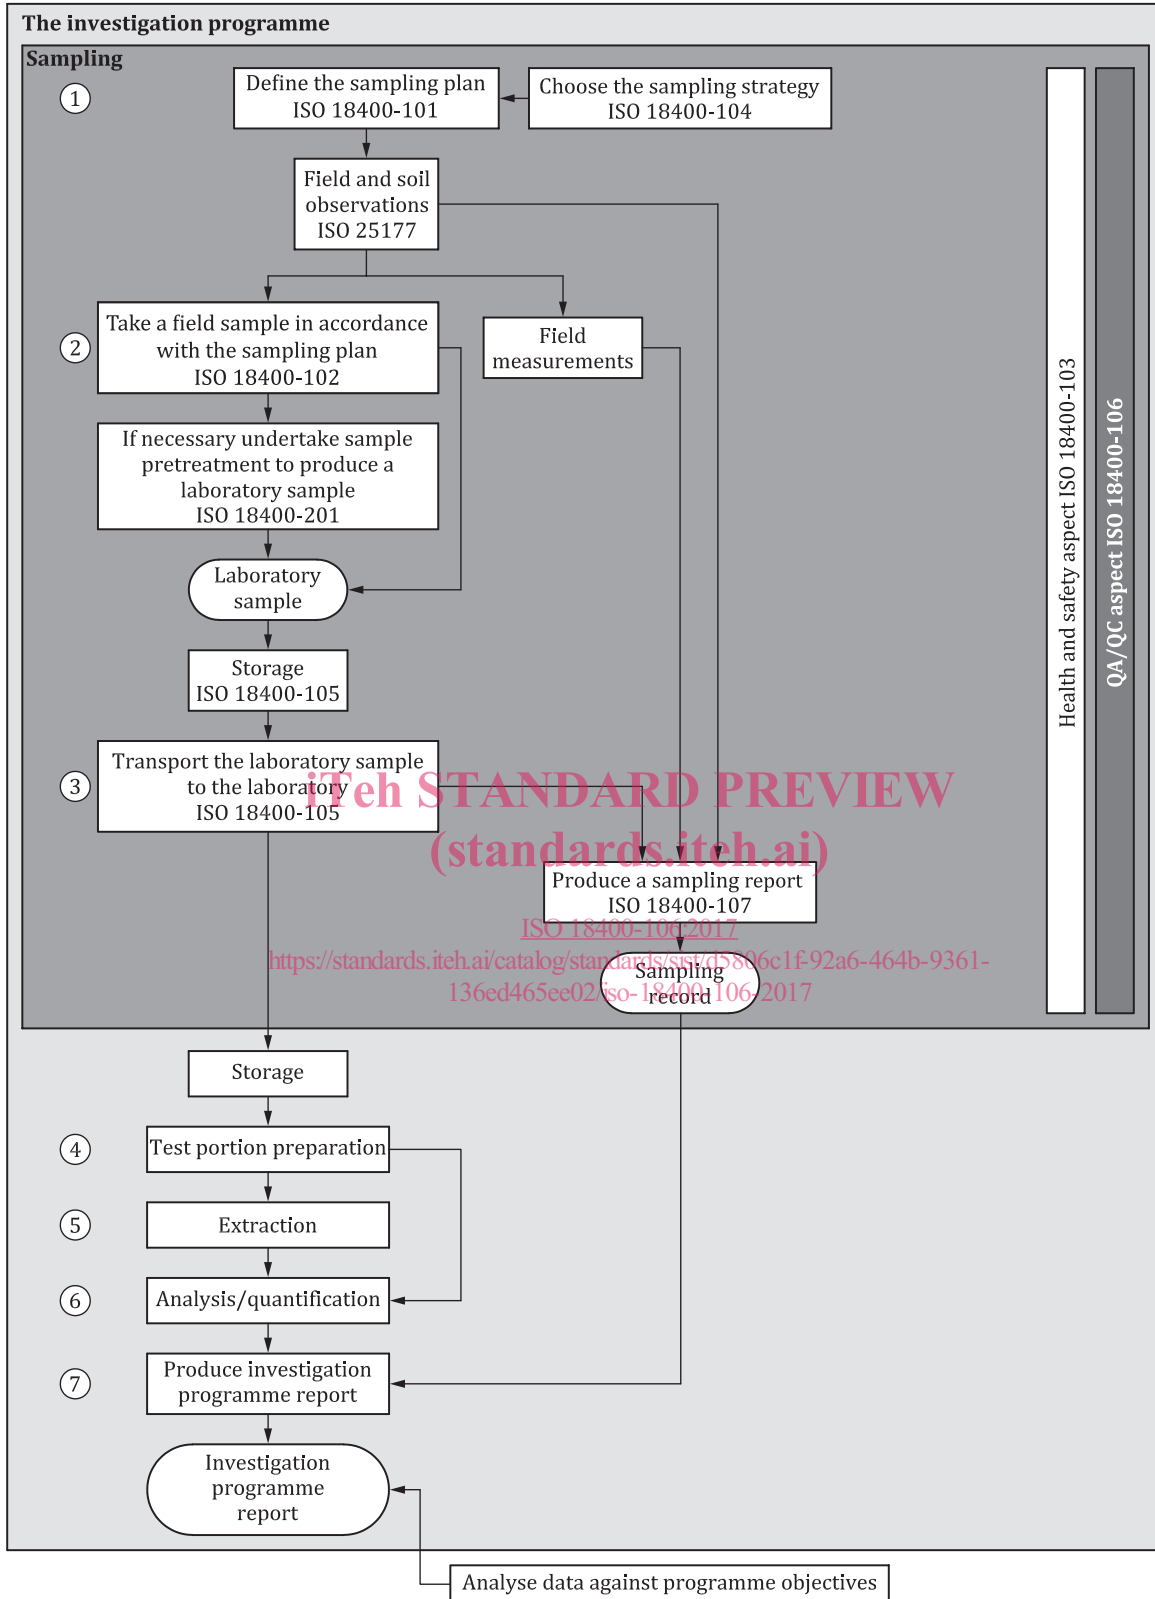 The investigation programme
Sampling
1
Define the sampling plan
ISO 18400-101
Choose the sampling strategy
ISO 18400-104
Field and soil
observations
ISO 25177
2
Take a field sample in accordance
with the sampling plan
ISO 18400-102
Field
measurements
If necessary undertake sample
pretreatment to produce a
laboratory sample
ISO 18400-201
Laboratory
sample
Storage
ISO 18400-105
3
Transport the laboratory sample
to the laboratory
ISO 18400-105
iTeh STANDARD PREVIEW
(standards.iteh.ai)
Produce a sampling report
ISO 18400-107
ISO 18400-106:2017
https://standards.iteh.ai/catalog/standards/sist/d5806c1f-92a6-464b-9361-
136ed465ee02/iso-18400-106-2017
Sampling
record
Health and safety aspect ISO 18400-103
QA/QC aspect ISO 18400-106
Storage
4
Test portion preparation
5
Extraction
6
Analysis/quantification
7
Produce investigation
programme report
Investigation
programme
report
Analyse data against programme objectives